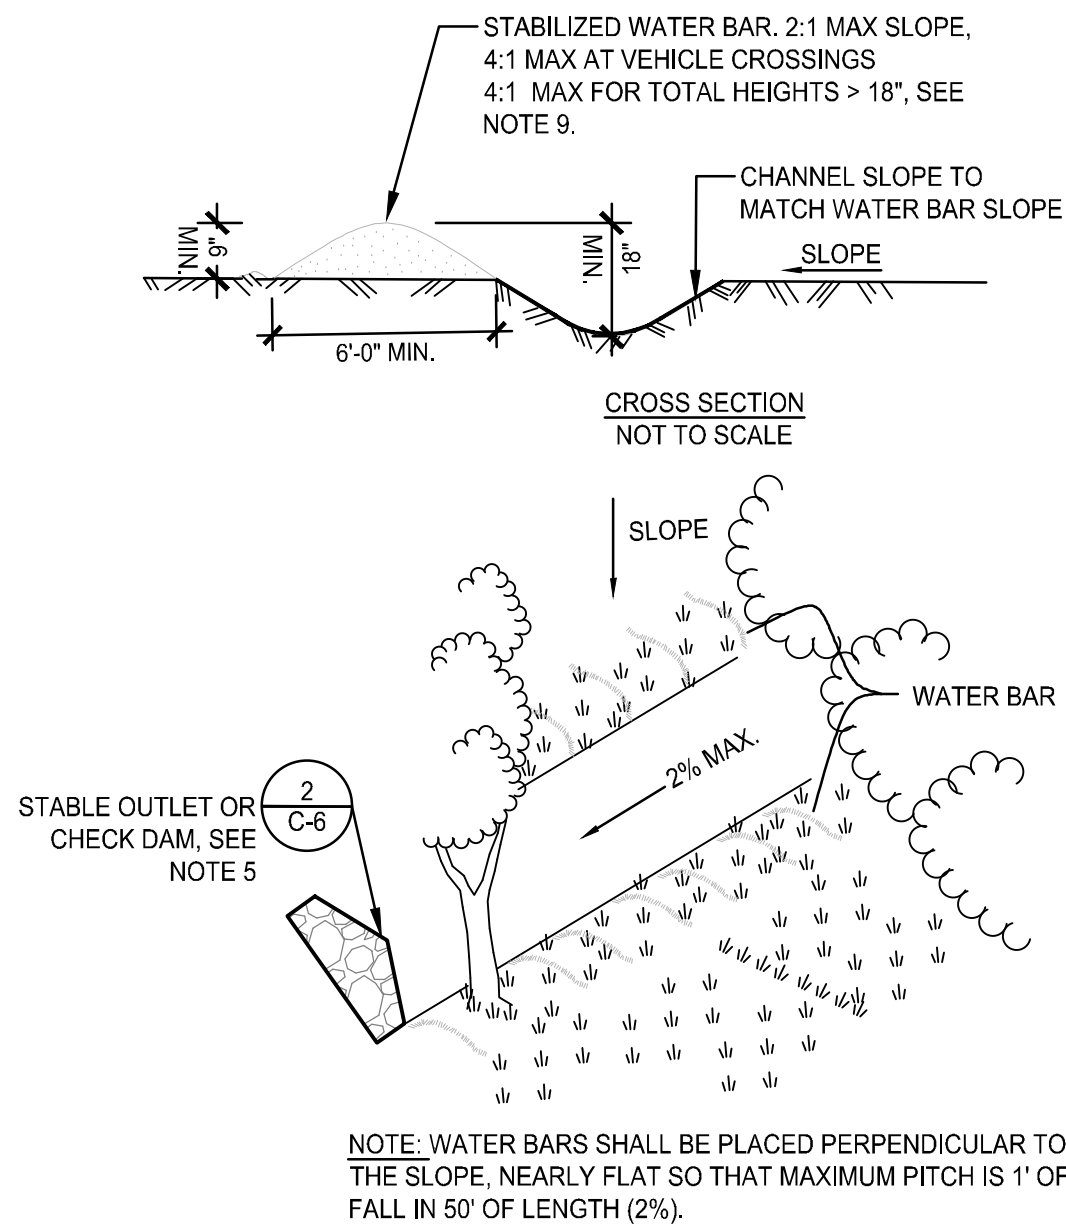 STABILIZED WATER BAR. 2:1 MAX SLOPE,
4:1 MAX AT VEHICLE CROSSINGS
4:1 MAX FOR TOTAL HEIGHTS > 18", SEE
NOTE 9.
CHANNEL SLOPE TO
MATCH WATER BAR SLOPE
SLOPE
6"
MIN.
18"
MIN.
6'-0" MIN.
CROSS SECTION
NOT TO SCALE
SLOPE
WATER BAR
2% MAX.
2
C-6
STABLE OUTLET OR
CHECK DAM, SEE
NOTE 5
NOTE: WATER BARS SHALL BE PLACED PERPENDICULAR TO
THE SLOPE, NEARLY FLAT SO THAT MAXIMUM PITCH IS 1' OF
FALL IN 50' OF LENGTH (2%).